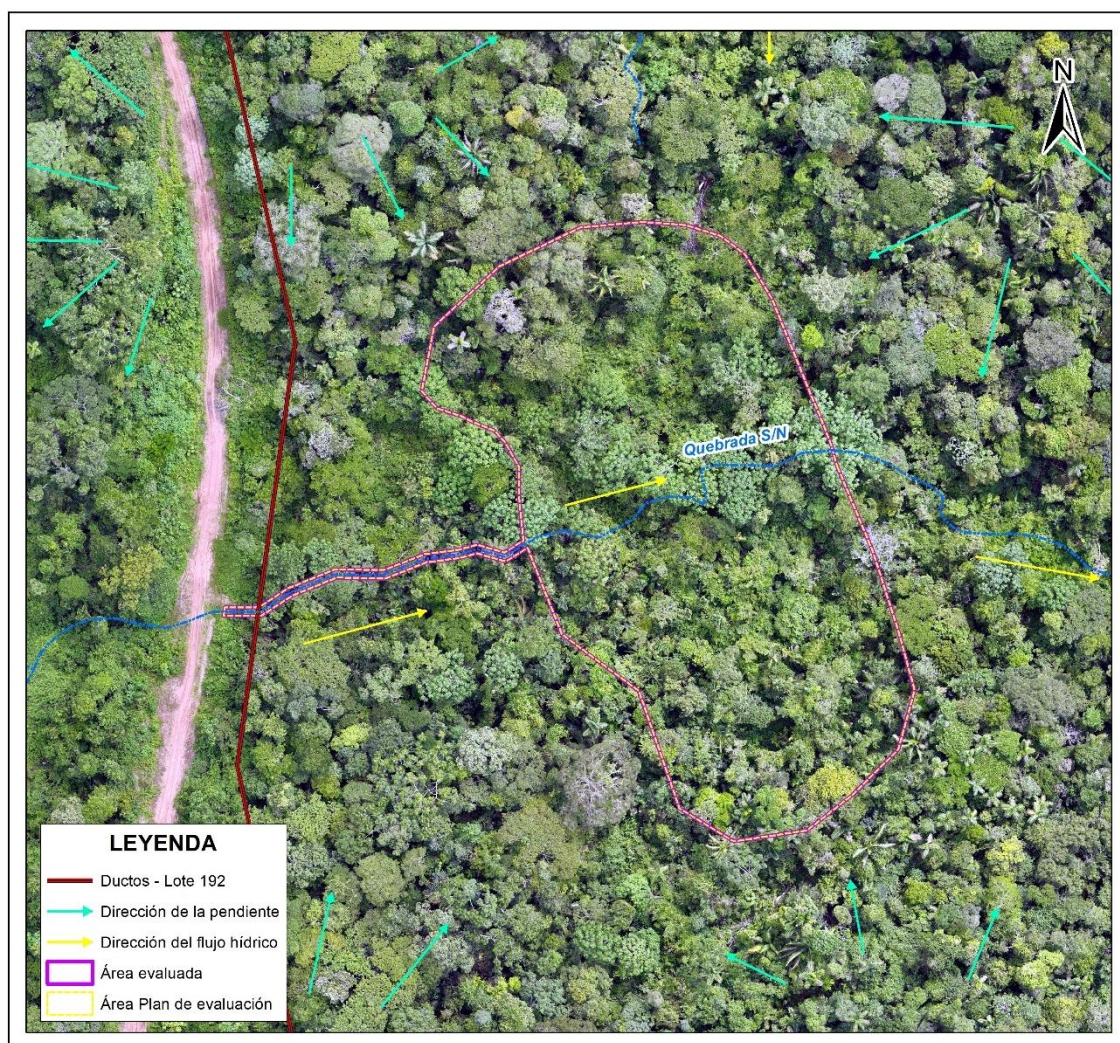 N
Quebrada S/N
LEYENDA
Ductos - Lote 192
Dirección de la pendiente
Dirección del flujo hídrico
Área evaluada
Área Plan de evaluación